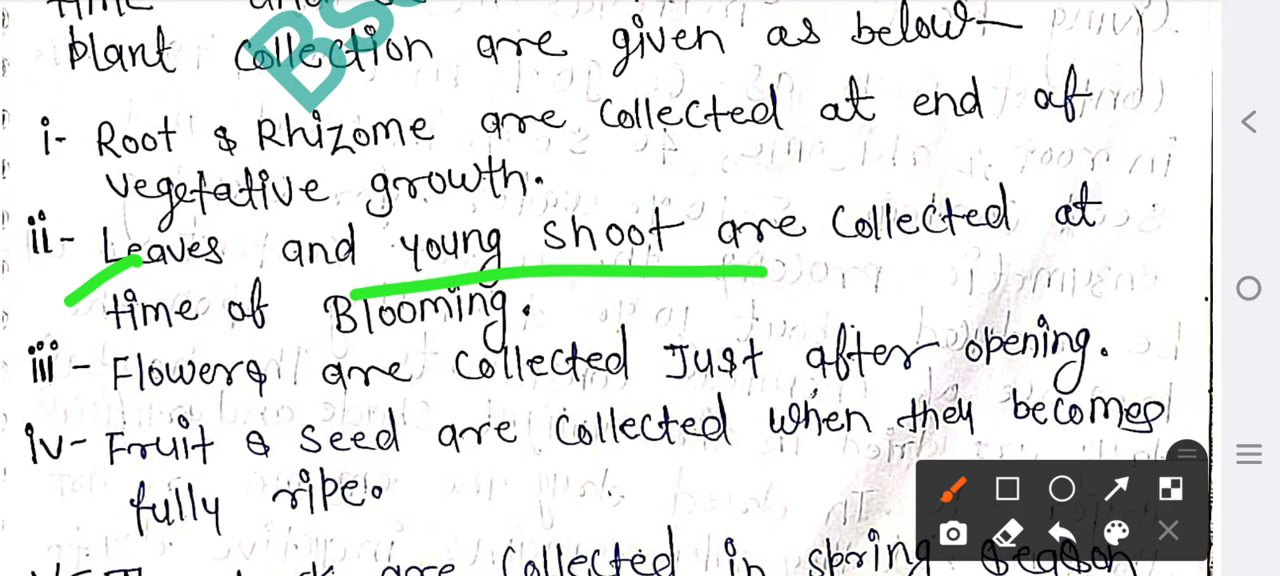 Plant Collection are given as below—
i- Root & Rhizome are collected at end of
vegetative growth.
ii- Leaves and young shoot are collected at
time of Blooming.
iii- Flowers are collected Just after opening.
iv- Fruit & seed are collected when they becomes
fully ripe.
are collected in spring season